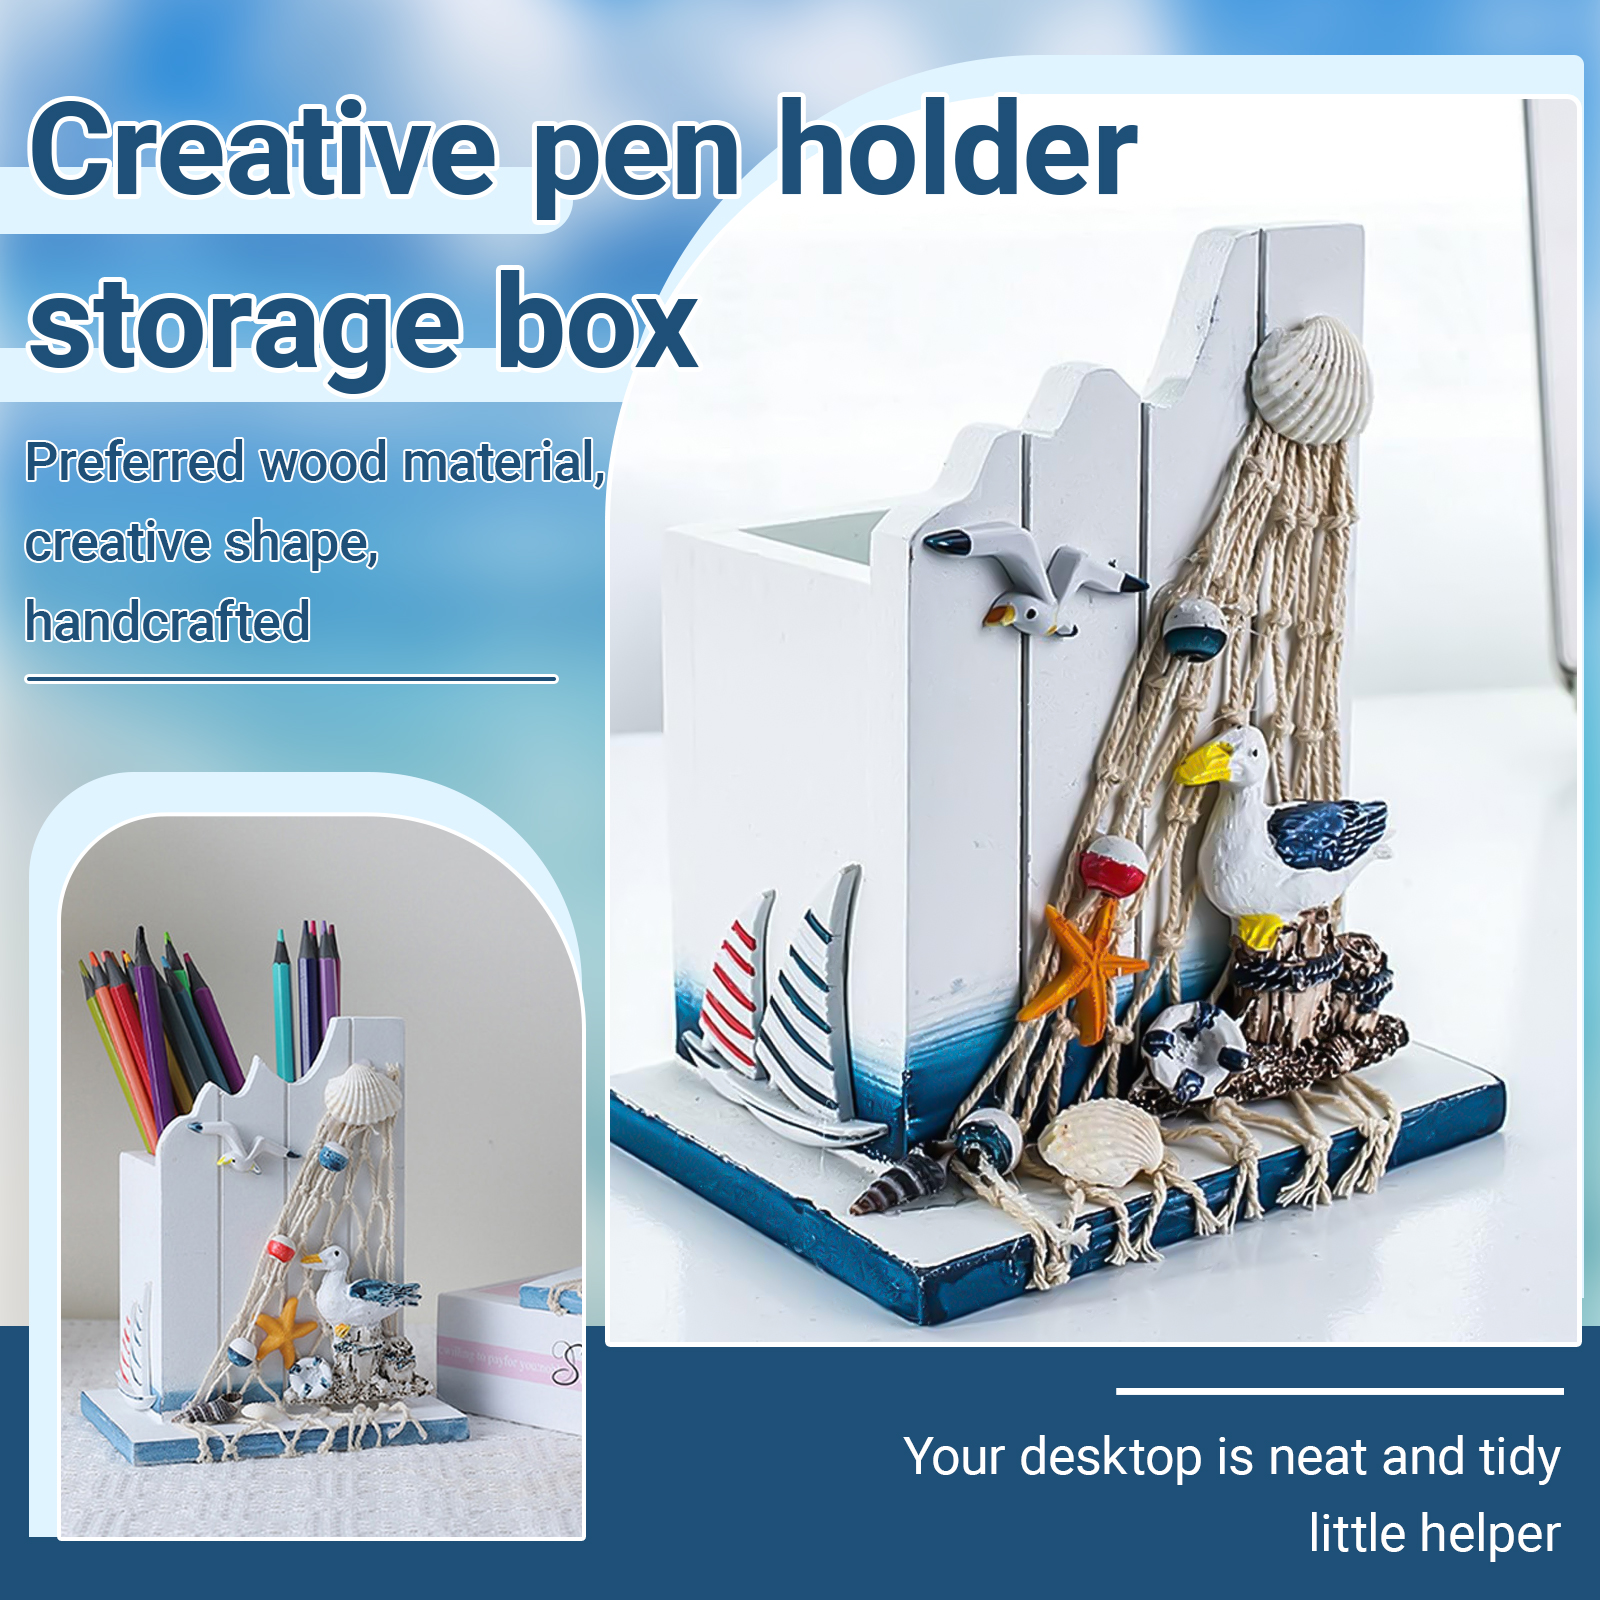 Creative pen holder
storage box
Preferred wood material,
creative shape,
handcrafted
Your desktop is neat and tidy
little helper